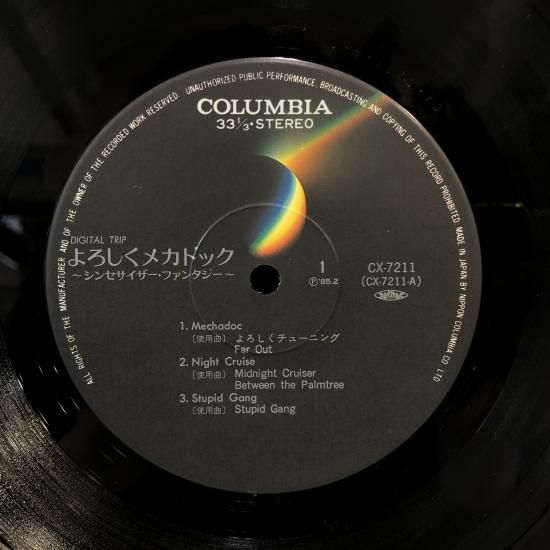 ALL RIGHTS OF THE MANUFACTURER AND OF THE OWNER OF THE RECORDED WORK RESERVED. UNAUTHORIZED PUBLIC PERFORMANCE, BROADCASTING AND COPYING OF THIS RECORD PROHIBITED. MADE IN JAPAN BY NIPPON COLUMBIA CO. LTD
COLUMBIA
33⅓・STEREO
DIGITAL TRIP
よろしくメカドック
〜シンセサイザー・ファンタジー〜
1
Ⓟ'85.2
CX-7211
(CX-7211-A)
1. Mechadoc
〔使用曲〕 よろしくチューニング
Far Out
2. Night Cruise
〔使用曲〕 Midnight Cruiser
Between the Palmtree
3. Stupid Gang
〔使用曲〕 Stupid Gang